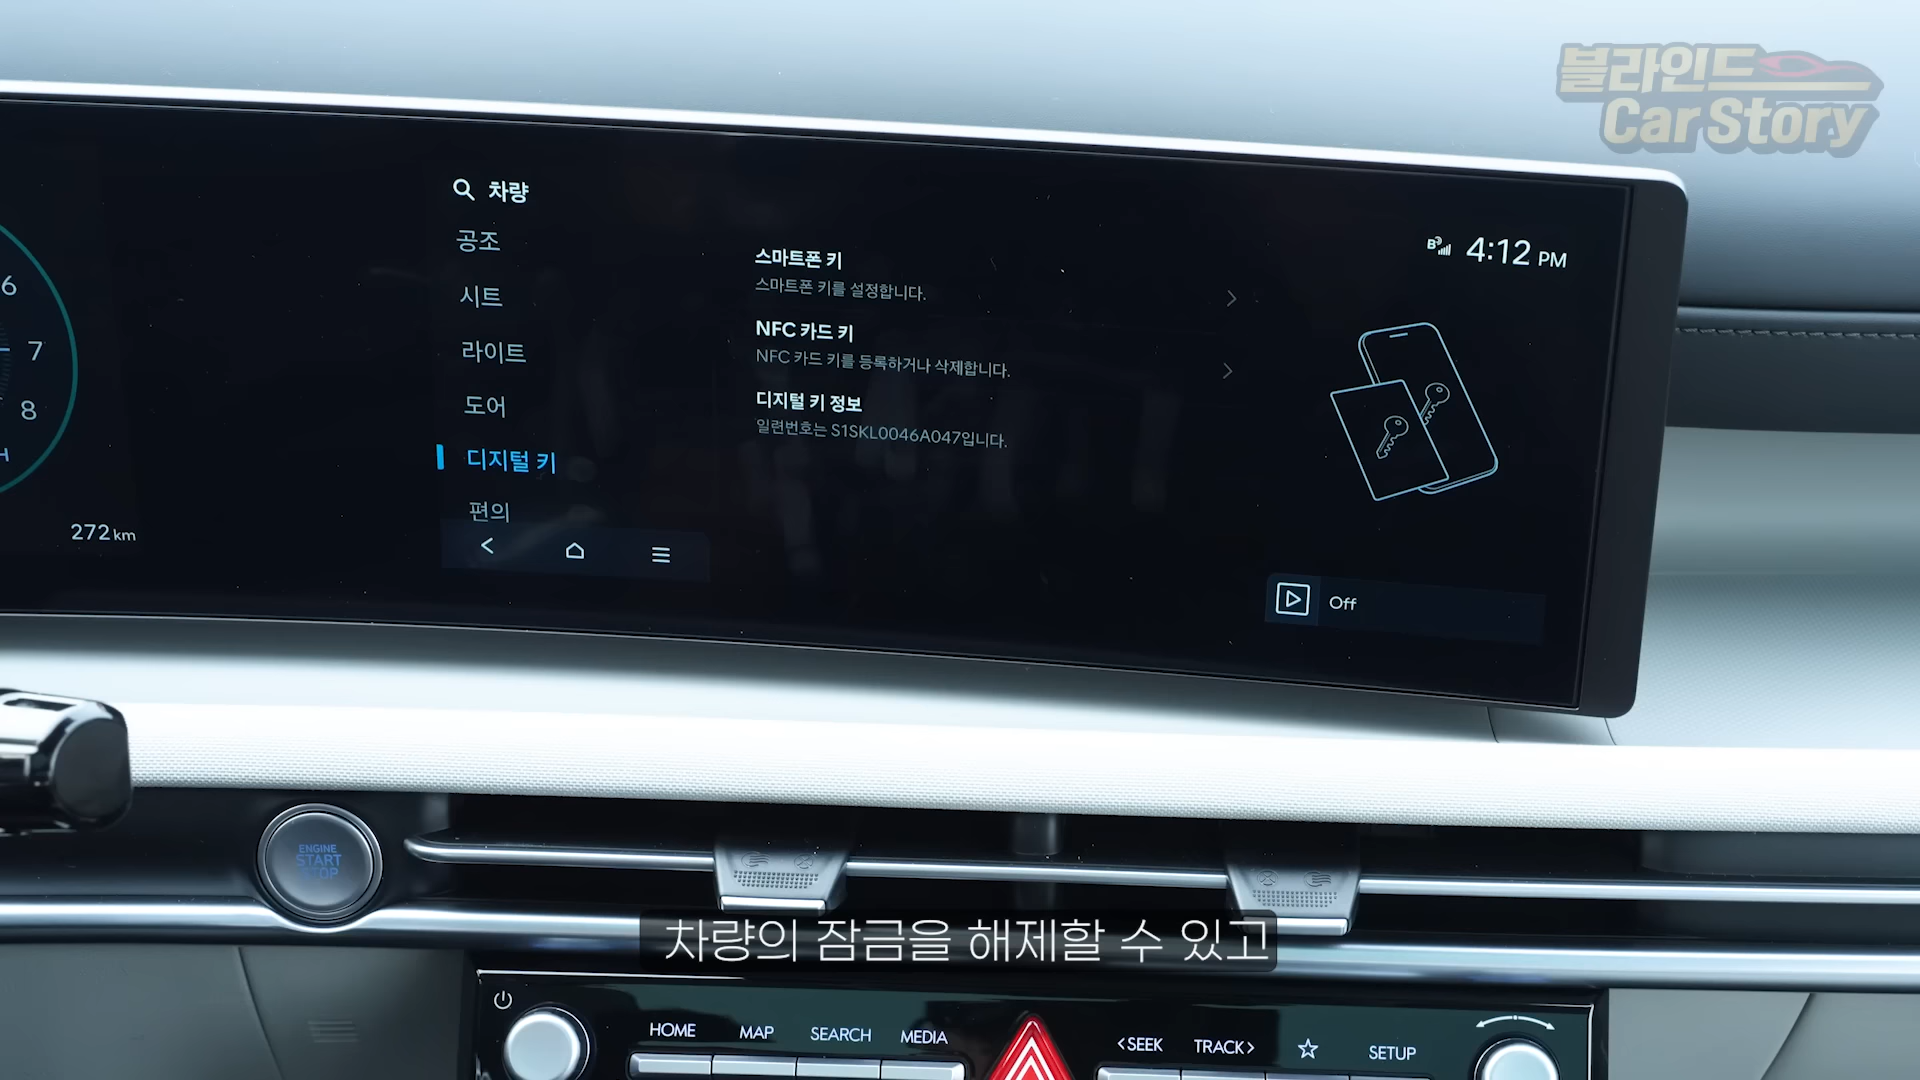 블라인드
Car Story
차량
공조
시트
라이트
도어
디지털 키
편의
스마트폰 키
스마트폰 키를 설정합니다.
NFC 카드 키
NFC 카드 키를 등록하거나 삭제합니다.
디지털 키 정보
일련번호는 S1SKL0046A047입니다.
4:12 PM
Off
6
7
8
H
272 km
ENGINE
START
STOP
차량의 잠금을 해제할 수 있고
HOME
MAP
SEARCH
MEDIA
<SEEK
TRACK>
SETUP